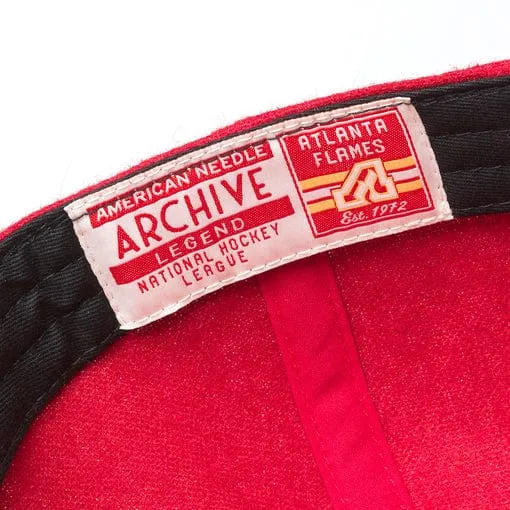 AMERICAN NEEDLE
ARCHIVE
LEGEND
NATIONAL HOCKEY
LEAGUE
ATLANTA
FLAMES
Est. 1972